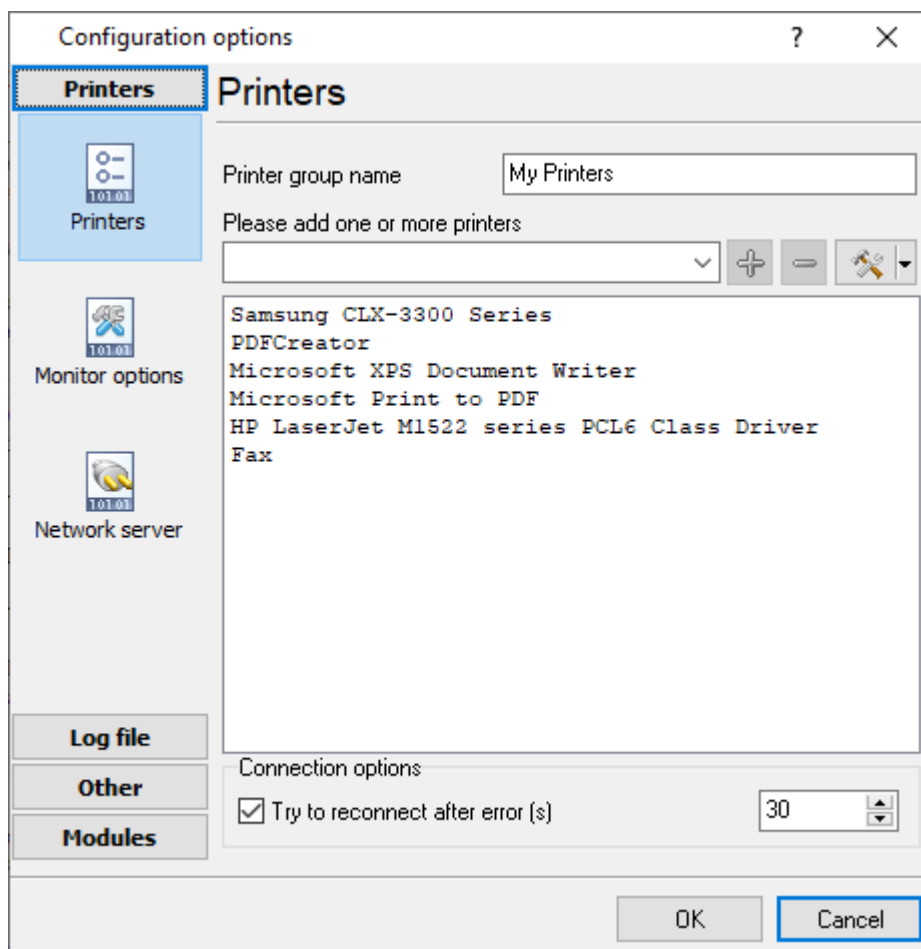 Configuration options
Printers
Printers
Monitor options
Network server
Log file
Other
Modules
Printers
Printer group name
My Printers
Please add one or more printers
Samsung CLX-3300 Series
PDFCreator
Microsoft XPS Document Writer
Microsoft Print to PDF
HP LaserJet M1522 series PCL6 Class Driver
Fax
Connection options
Try to reconnect after error (s)
30
OK
Cancel